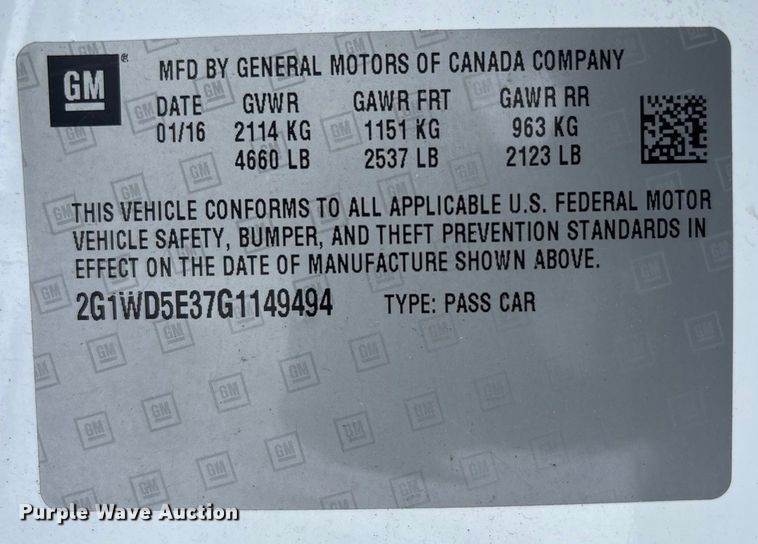 GM ® MFD BY GENERAL MOTORS OF CANADA COMPANY
DATE GVWR GAWR FRT GAWR RR
01/16 2114 KG 1151 KG 963 KG
4660 LB 2537 LB 2123 LB
THIS VEHICLE CONFORMS TO ALL APPLICABLE U.S. FEDERAL MOTOR
VEHICLE SAFETY, BUMPER, AND THEFT PREVENTION STANDARDS IN
EFFECT ON THE DATE OF MANUFACTURE SHOWN ABOVE.
2G1WD5E37G1149494 TYPE: PASS CAR
Purple Wave Auction